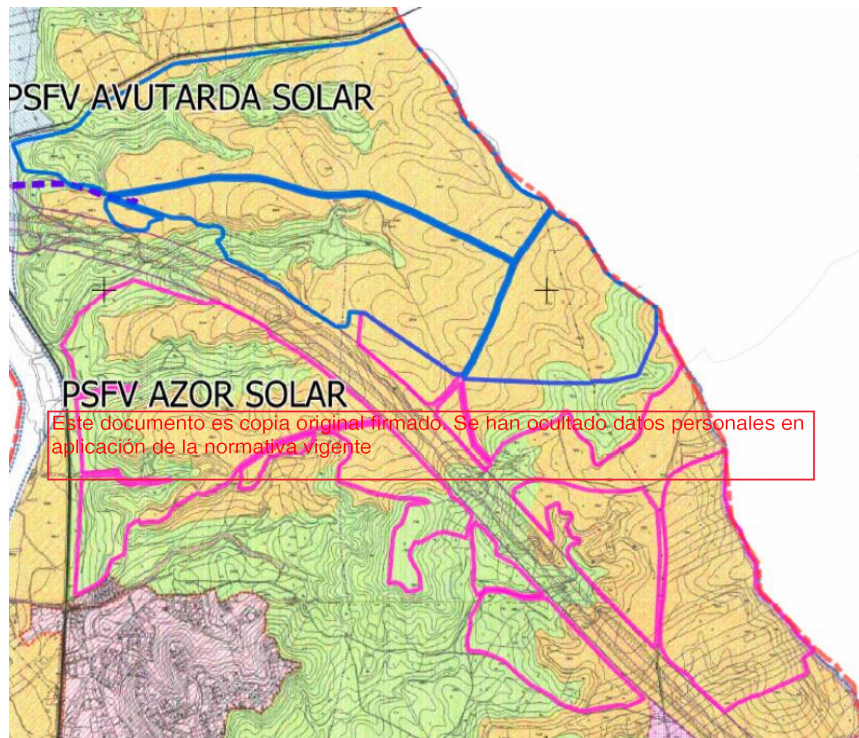 PSFV AVUTARDA SOLAR
PSFV AZOR SOLAR
Este documento es copia original firmado. Se han ocultado datos personales en
aplicación de la normativa vigente